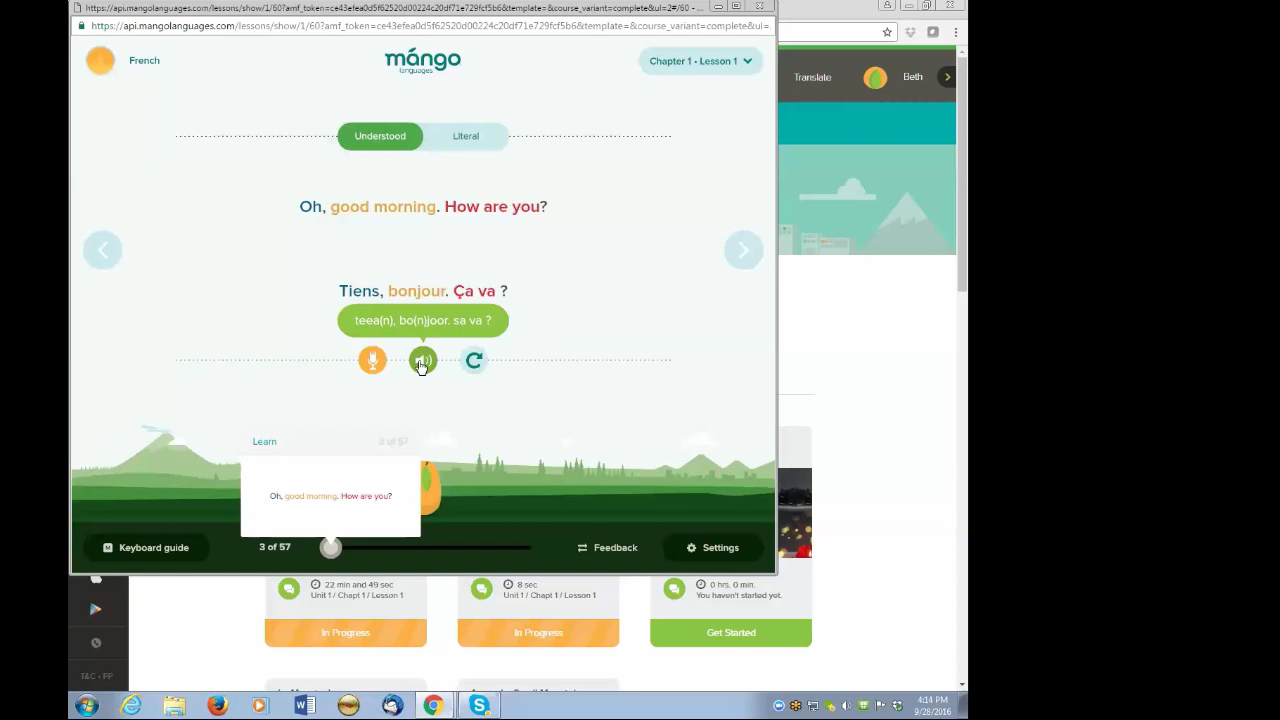 https://api.mangolanguages.com/lessons/show/1/60?amf_token=ce43efea0d5f62520d00224c20df71e729fcf5b6&template=&course_variant=complete&ul=2#/60 - ...
https://api.mangolanguages.com/lessons/show/1/60?amf_token=ce43efea0d5f62520d00224c20df71e729fcf5b6&template=&course_variant=complete&ul=
French
mango
languages
Chapter 1 • Lesson 1
Translate
Beth
Understood
Literal
Oh, good morning. How are you?
Tiens, bonjour. Ça va ?
teea(n), bo(n)joor. sa va ?
Learn
2 of 57
Oh, good morning. How are you?
Keyboard guide
3 of 57
Feedback
Settings
22 min and 49 sec
Unit 1 / Chapt 1 / Lesson 1
8 sec
Unit 1 / Chapt 1 / Lesson 1
0 hrs, 0 min.
You haven't started yet.
In Progress
In Progress
Get Started
T&C • PP
4:14 PM
9/28/2016